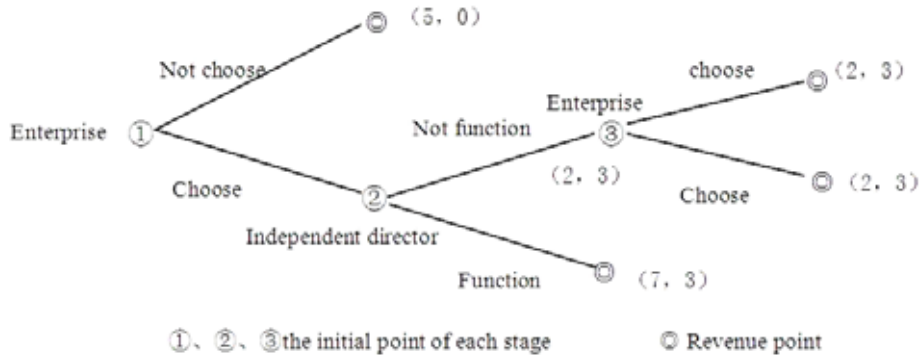 (5, 0)
Not choose
choose
(2, 3)
Enterprise
Enterprise ①
Not function
③
(2, 3)
(2, 3)
Choose
②
Choose
Independent director
Function
(7, 3)
①、②、③the initial point of each stage
◎ Revenue point